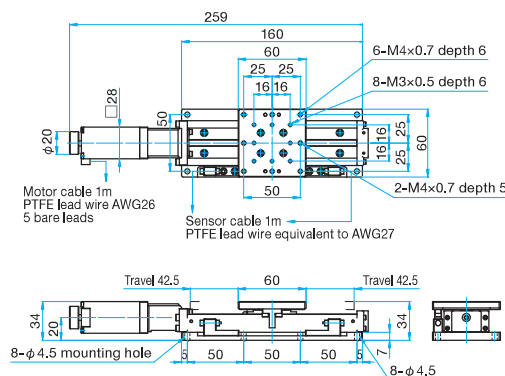 259
160
60
25 25
16 16
6-M4×0.7 depth 6
8-M3×0.5 depth 6
□28
φ20
50
16 16
25 25
60
2-M4×0.7 depth 5
50
Motor cable 1m
PTFE lead wire AWG26
5 bare leads
Sensor cable 1m
PTFE lead wire equivalent to AWG27
Travel 42.5
60
Travel 42.5
34
20
34
7
8-φ4.5 mounting hole
5 50 50 50 5
8-φ4.5